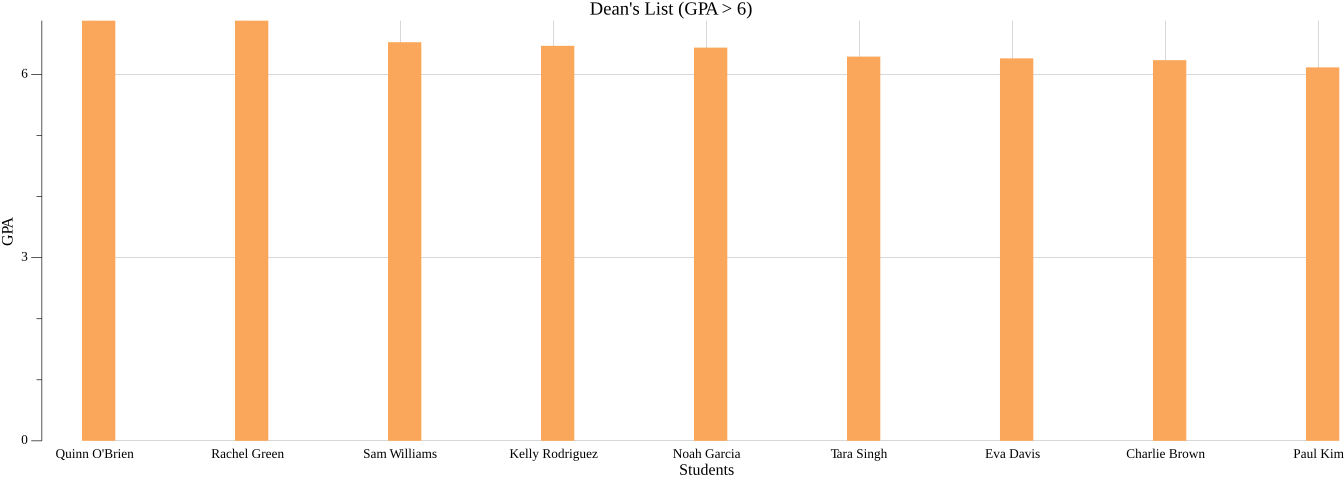 Dean's List (GPA > 6)
GPA
6
3
0
Quinn O'Brien
Rachel Green
Sam Williams
Kelly Rodriguez
Noah Garcia
Tara Singh
Eva Davis
Charlie Brown
Paul Kim
Students